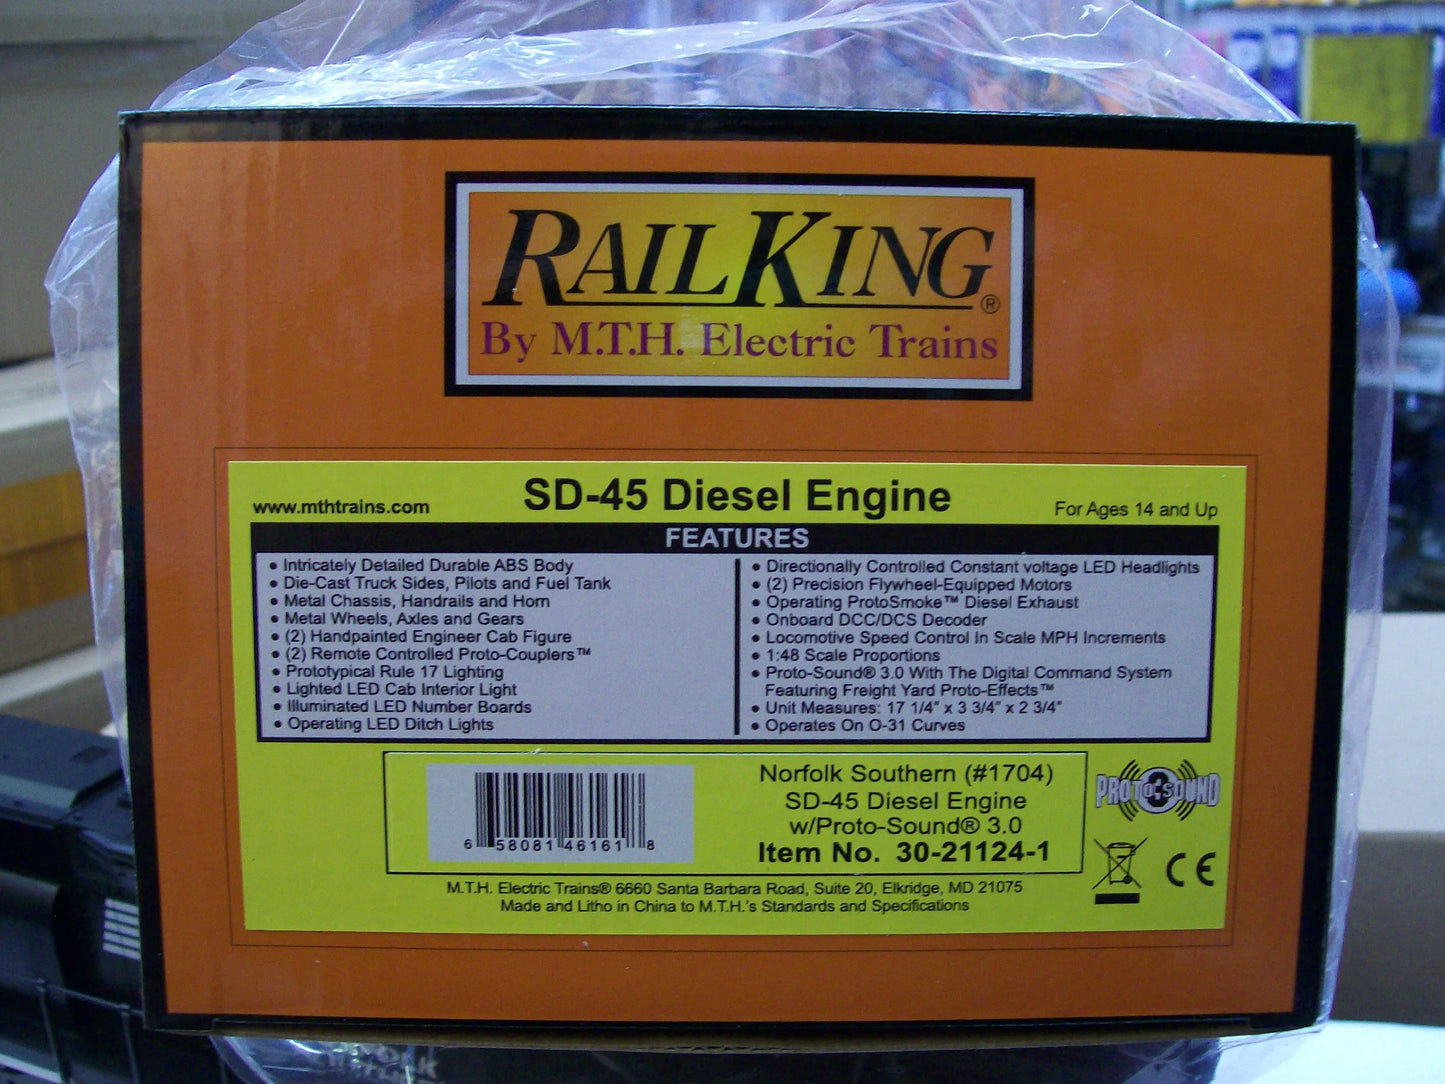 RAILKING®
By M.T.H. Electric Trains
www.mthtrains.com
SD-45 Diesel Engine
For Ages 14 and Up
FEATURES
• Intricately Detailed Durable ABS Body
• Die-Cast Truck Sides, Pilots and Fuel Tank
• Metal Chassis, Handrails and Horn
• Metal Wheels, Axles and Gears
• (2) Handpainted Engineer Cab Figure
• (2) Remote Controlled Proto-Couplers™
• Prototypical Rule 17 Lighting
• Lighted LED Cab Interior Light
• Illuminated LED Number Boards
• Operating LED Ditch Lights
• Directionally Controlled Constant voltage LED Headlights
• (2) Precision Flywheel-Equipped Motors
• Operating ProtoSmoke™ Diesel Exhaust
• Onboard DCC/DCS Decoder
• Locomotive Speed Control In Scale MPH Increments
• 1:48 Scale Proportions
• Proto-Sound® 3.0 With The Digital Command System
Featuring Freight Yard Proto-Effects™
• Unit Measures: 17 1/4" x 3 3/4" x 2 3/4"
• Operates On O-31 Curves
6 58081 46161 8
Norfolk Southern (#1704)
SD-45 Diesel Engine
w/Proto-Sound® 3.0
Item No. 30-21124-1
PROTO-SOUND
CE
M.T.H. Electric Trains® 6660 Santa Barbara Road, Suite 20, Elkridge, MD 21075
Made and Litho in China to M.T.H.'s Standards and Specifications